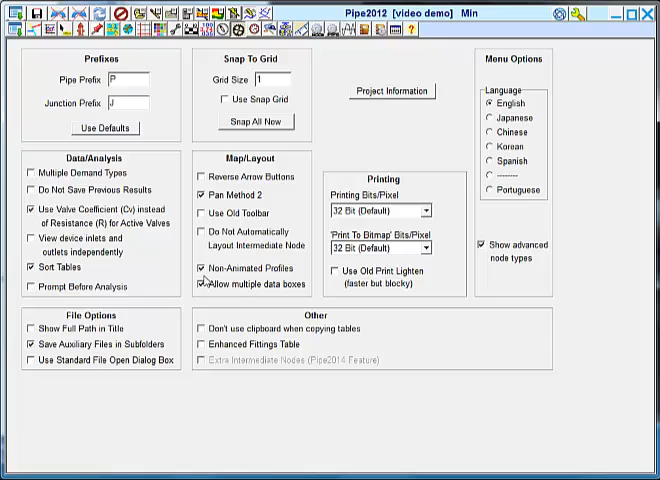 Pipe2012 [video demo] Min
Prefixes
Pipe Prefix P
Junction Prefix J
Use Defaults
Snap To Grid
Grid Size 1
Use Snap Grid
Snap All Now
Project Information
Menu Options
Language
English
Japanese
Chinese
Korean
Spanish
--------
Portuguese
Show advanced
node types
Data/Analysis
Multiple Demand Types
Do Not Save Previous Results
Use Valve Coefficient (Cv) instead
of Resistance (R) for Active Valves
View device inlets and
outlets independently
Sort Tables
Prompt Before Analysis
Map/Layout
Reverse Arrow Buttons
Pan Method 2
Use Old Toolbar
Do Not Automatically
Layout Intermediate Node
Non-Animated Profiles
Allow multiple data boxes
Printing
Printing Bits/Pixel
32 Bit (Default)
'Print To Bitmap' Bits/Pixel
32 Bit (Default)
Use Old Print Lighten
(faster but blocky)
File Options
Show Full Path in Title
Save Auxiliary Files in Subfolders
Use Standard File Open Dialog Box
Other
Don't use clipboard when copying tables
Enhanced Fittings Table
Extra Intermediate Nodes (Pipe2014 Feature)